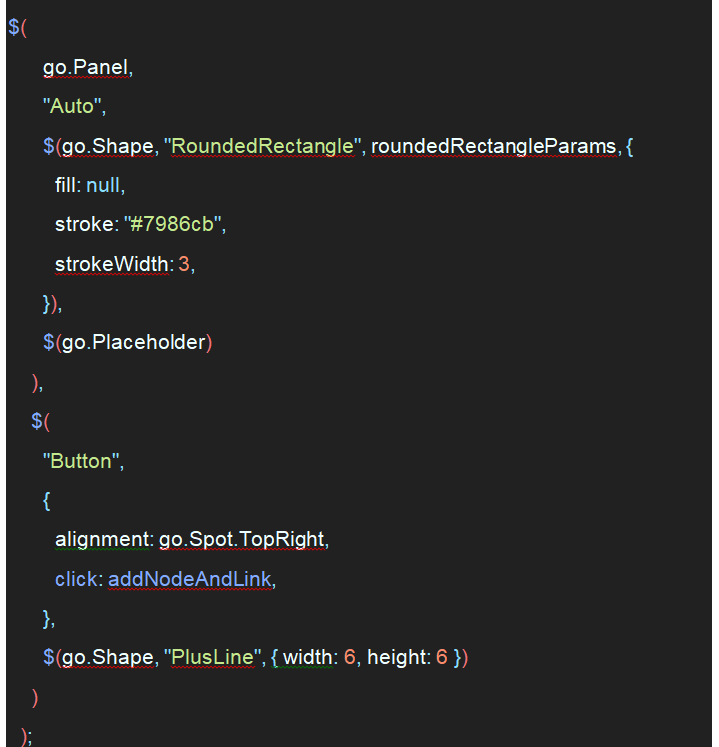 $(
go.Panel,
"Auto",
$(go.Shape, "RoundedRectangle", roundedRectangleParams, {
fill: null,
stroke: "#7986cb",
strokeWidth: 3,
}),
$(go.Placeholder)
),
$(
"Button",
{
alignment: go.Spot.TopRight,
click: addNodeAndLink,
},
$(go.Shape, "PlusLine", { width: 6, height: 6 })
)
);